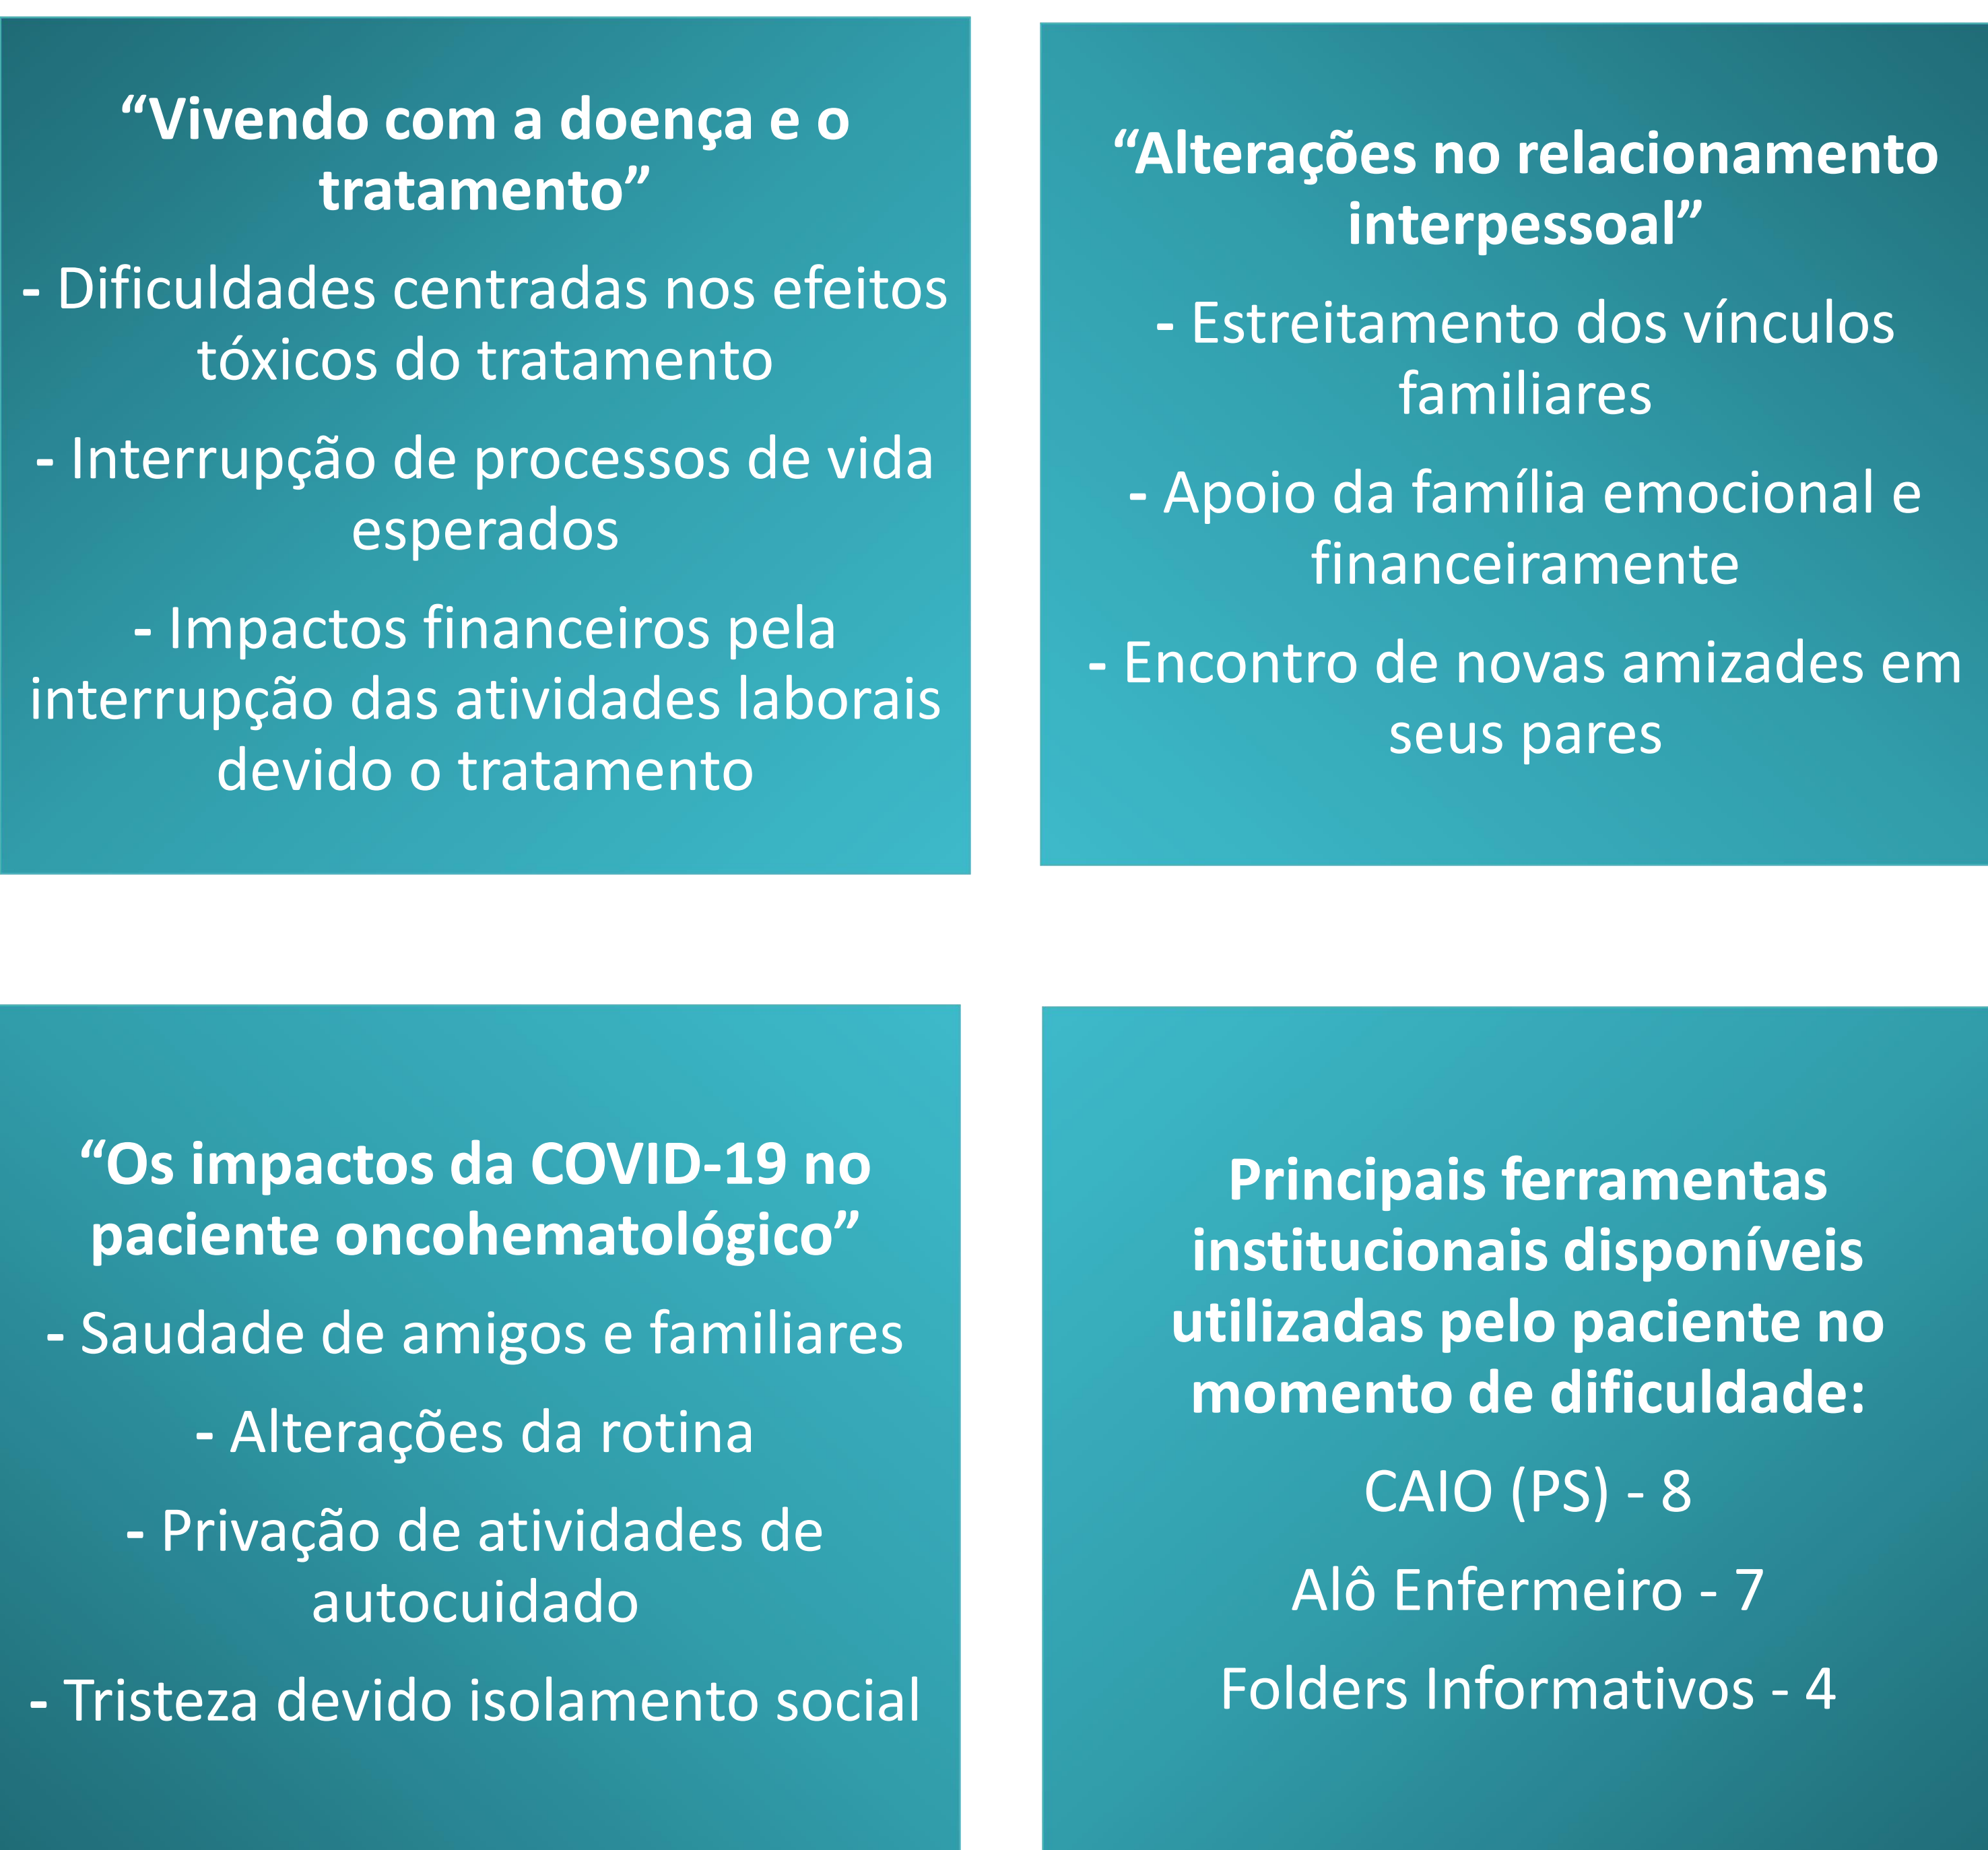 “Vivendo com a doença e o
tratamento”
- Dificuldades centradas nos efeitos
tóxicos do tratamento
- Interrupção de processos de vida
esperados
- Impactos financeiros pela
interrupção das atividades laborais
devido o tratamento
“Alterações no relacionamento
interpessoal”
- Estreitamento dos vínculos
familiares
- Apoio da família emocional e
financeiramente
- Encontro de novas amizades em
seus pares
“Os impactos da COVID-19 no
paciente oncohematológico”
- Saudade de amigos e familiares
- Alterações da rotina
- Privação de atividades de
autocuidado
- Tristeza devido isolamento social
Principais ferramentas
institucionais disponíveis
utilizadas pelo paciente no
momento de dificuldade:
CAIO (PS) - 8
Alô Enfermeiro - 7
Folders Informativos - 4